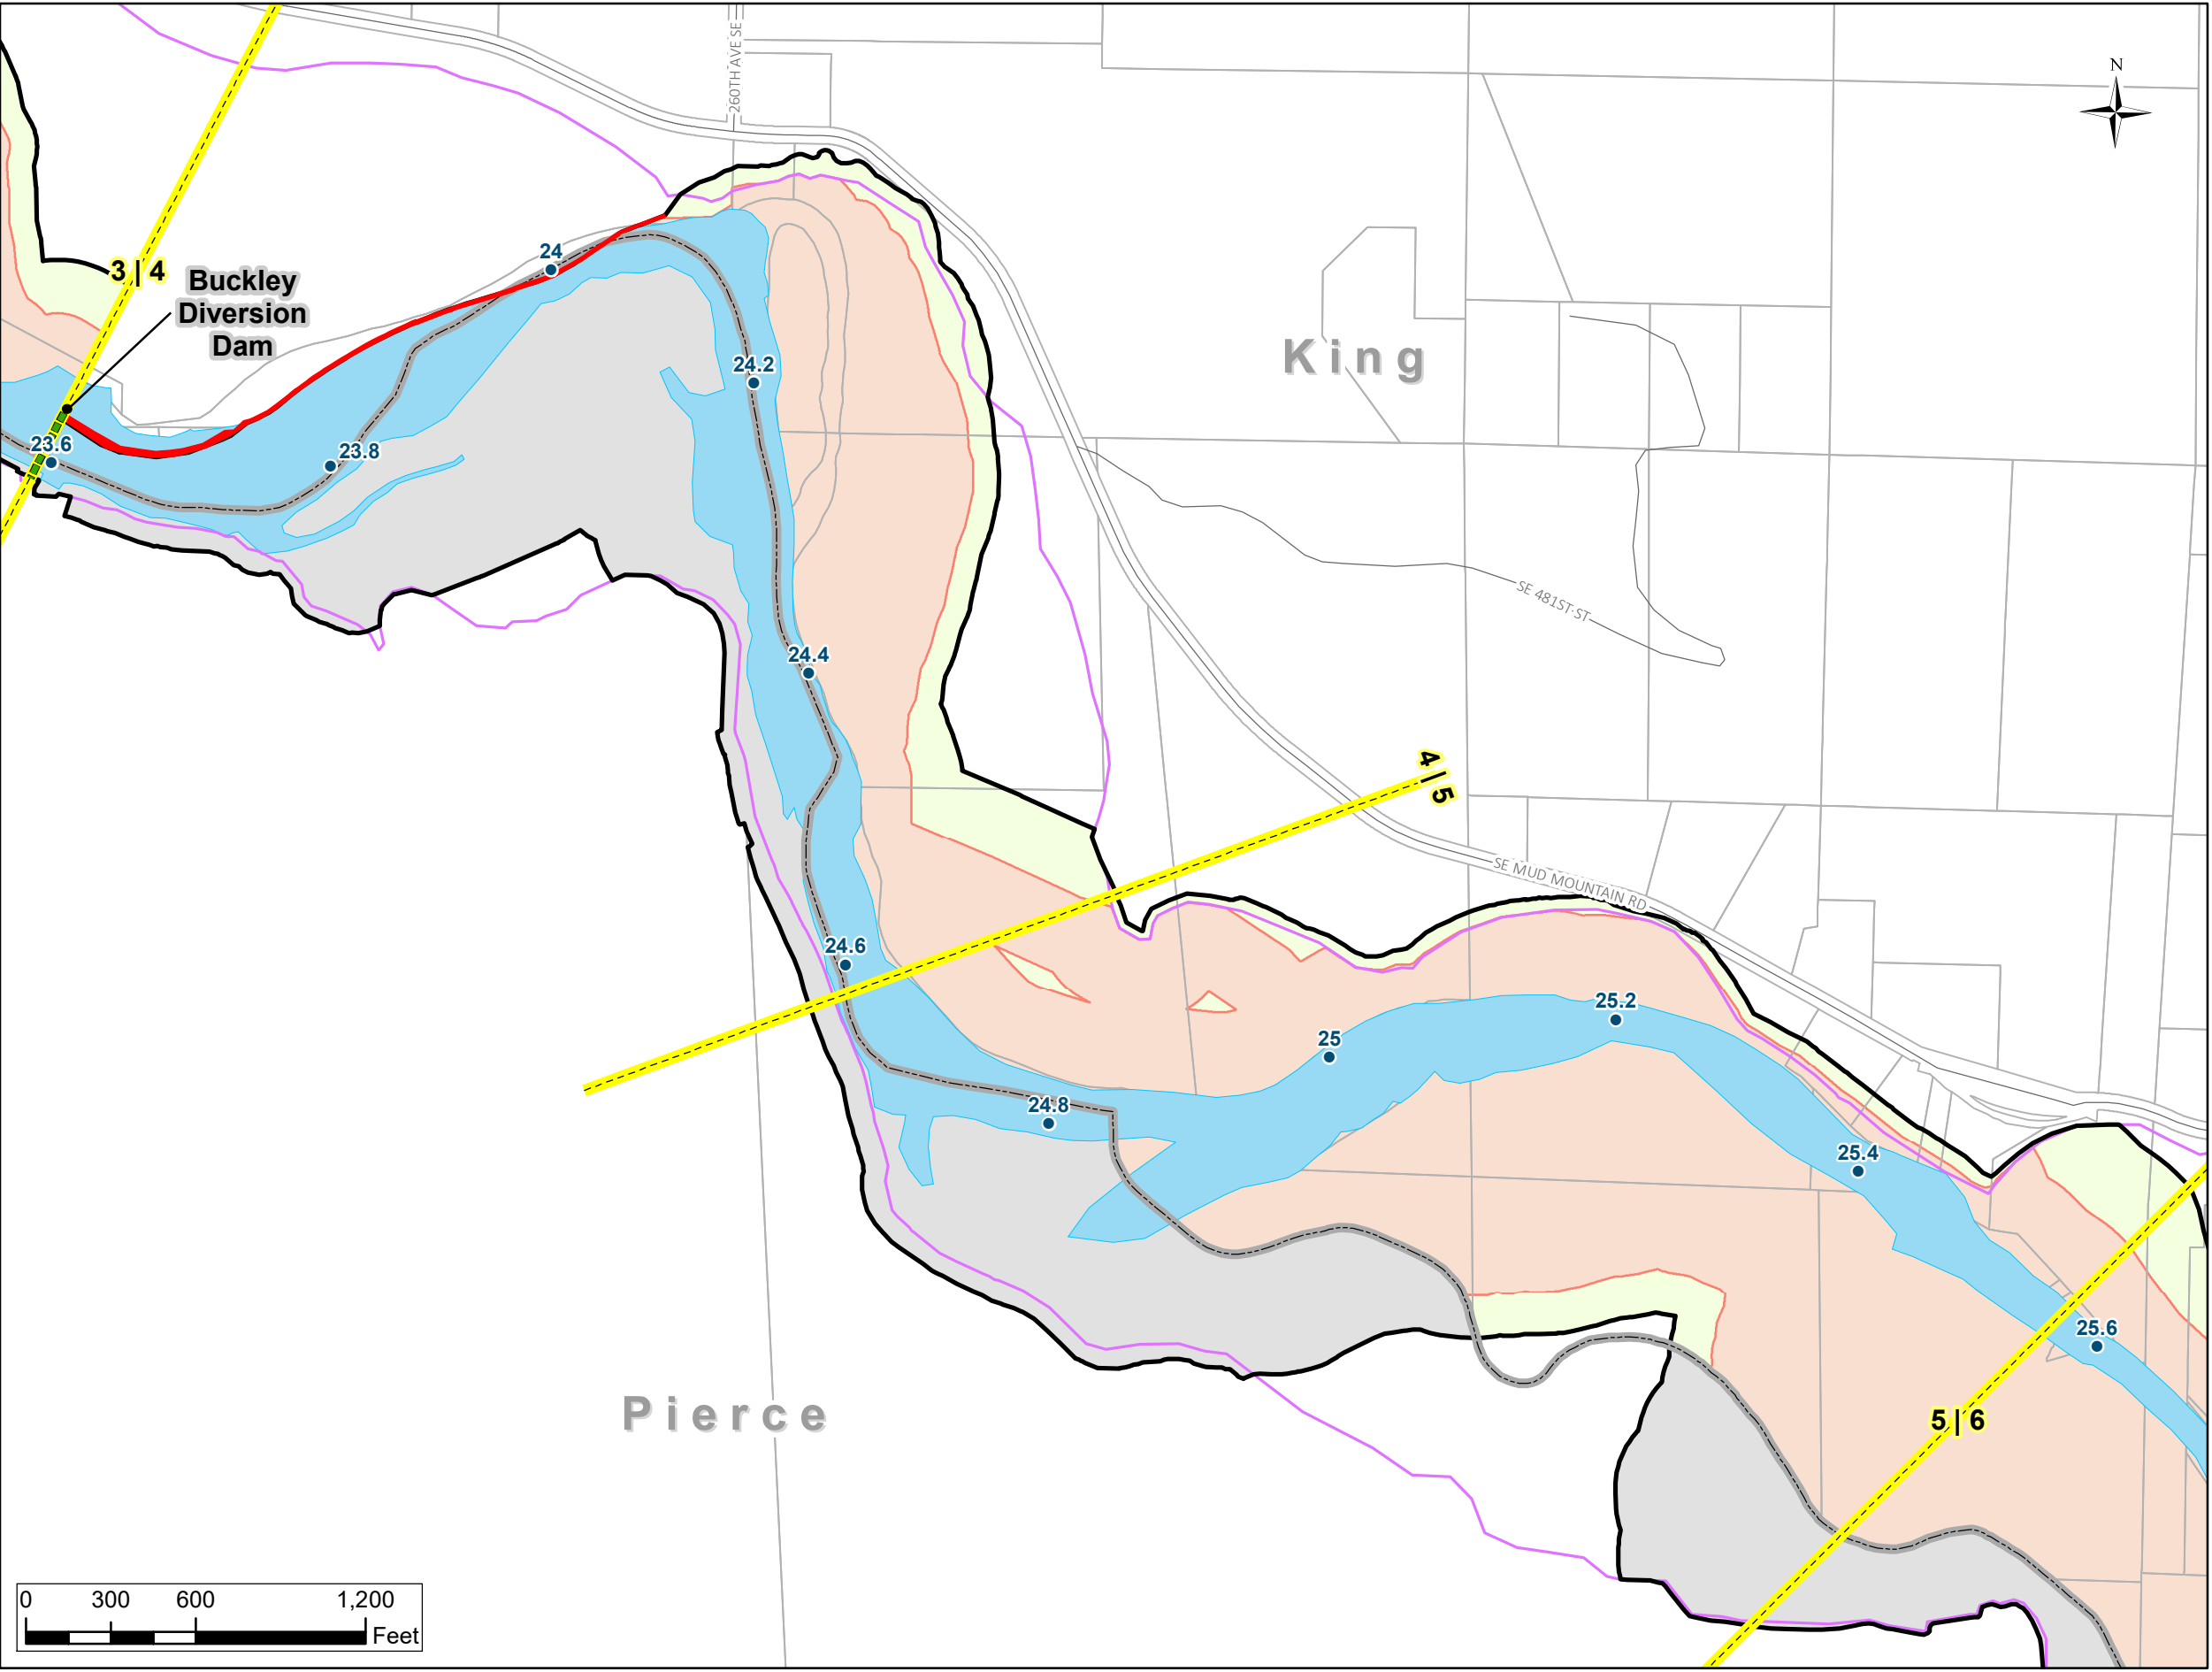 260TH AVE SE
N
3 | 4
Buckley
Diversion
Dam
24
King
24.2
23.6
23.8
SE 481ST ST
24.4
4 | 5
SE MUD MOUNTAIN RD
24.6
25
25.2
24.8
25.4
25.6
Pierce
5 | 6
0 300 600 1,200
Feet